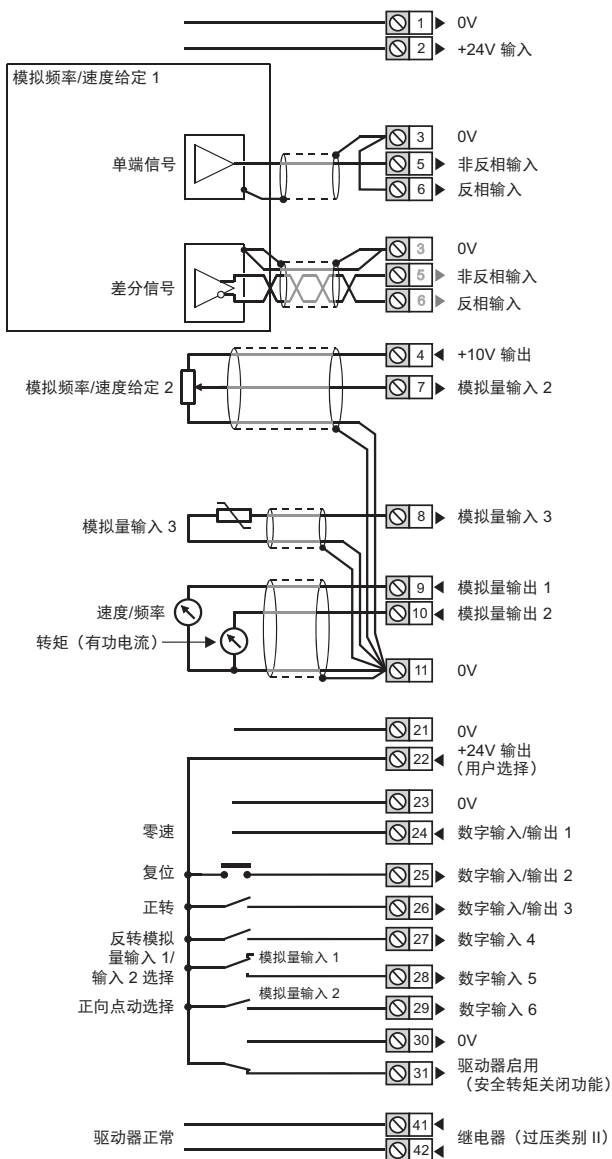 1 0V
2 +24V 输入
模拟频率/速度给定 1
3 0V
单端信号 5 非反相输入
6 反相输入
3 0V
差分信号 5 非反相输入
6 反相输入
4 +10V 输出
模拟频率/速度给定 2 7 模拟量输入 2
8 模拟量输入 3
模拟量输入 3
9 模拟量输出 1
速度/频率 10 模拟量输出 2
转矩（有功电流）
11 0V
21 0V
22 +24V 输出
（用户选择）
23 0V
零速 24 数字输入/输出 1
复位 25 数字输入/输出 2
正转 26 数字输入/输出 3
反转模拟 27 数字输入 4
量输入 1/ 模拟量输入 1
输入 2 选择 28 数字输入 5
模拟量输入 2
正向点动选择 29 数字输入 6
30 0V
31 驱动器启用
（安全转矩关闭功能）
41
驱动器正常 继电器（过压类别 II）
42